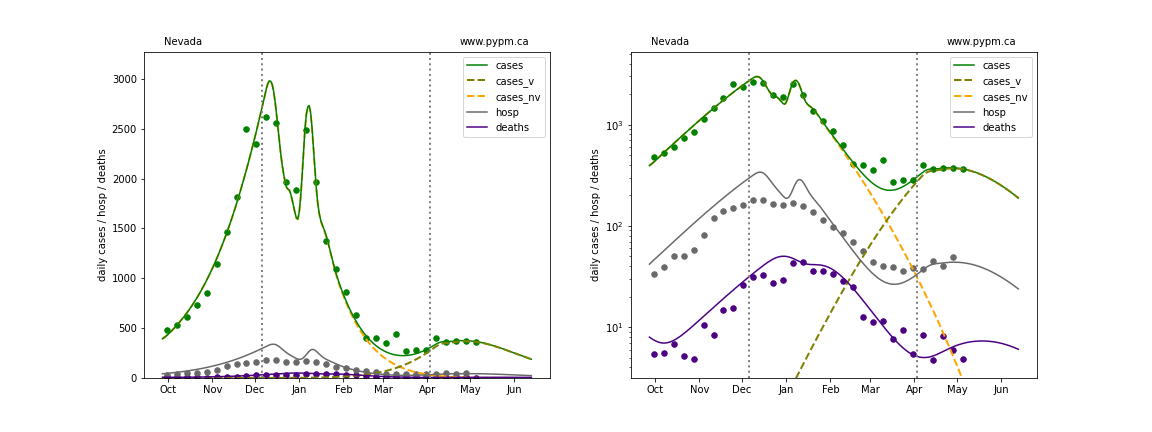 Nevada
www.pypm.ca
cases
cases_v
cases_nv
hosp
deaths
daily cases / hosp / deaths
3000
2500
2000
1500
1000
500
0
Oct
Nov
Dec
Jan
Feb
Mar
Apr
May
Jun
Nevada
www.pypm.ca
cases
cases_v
cases_nv
hosp
deaths
daily cases / hosp / deaths
10³
10²
10¹
Oct
Nov
Dec
Jan
Feb
Mar
Apr
May
Jun